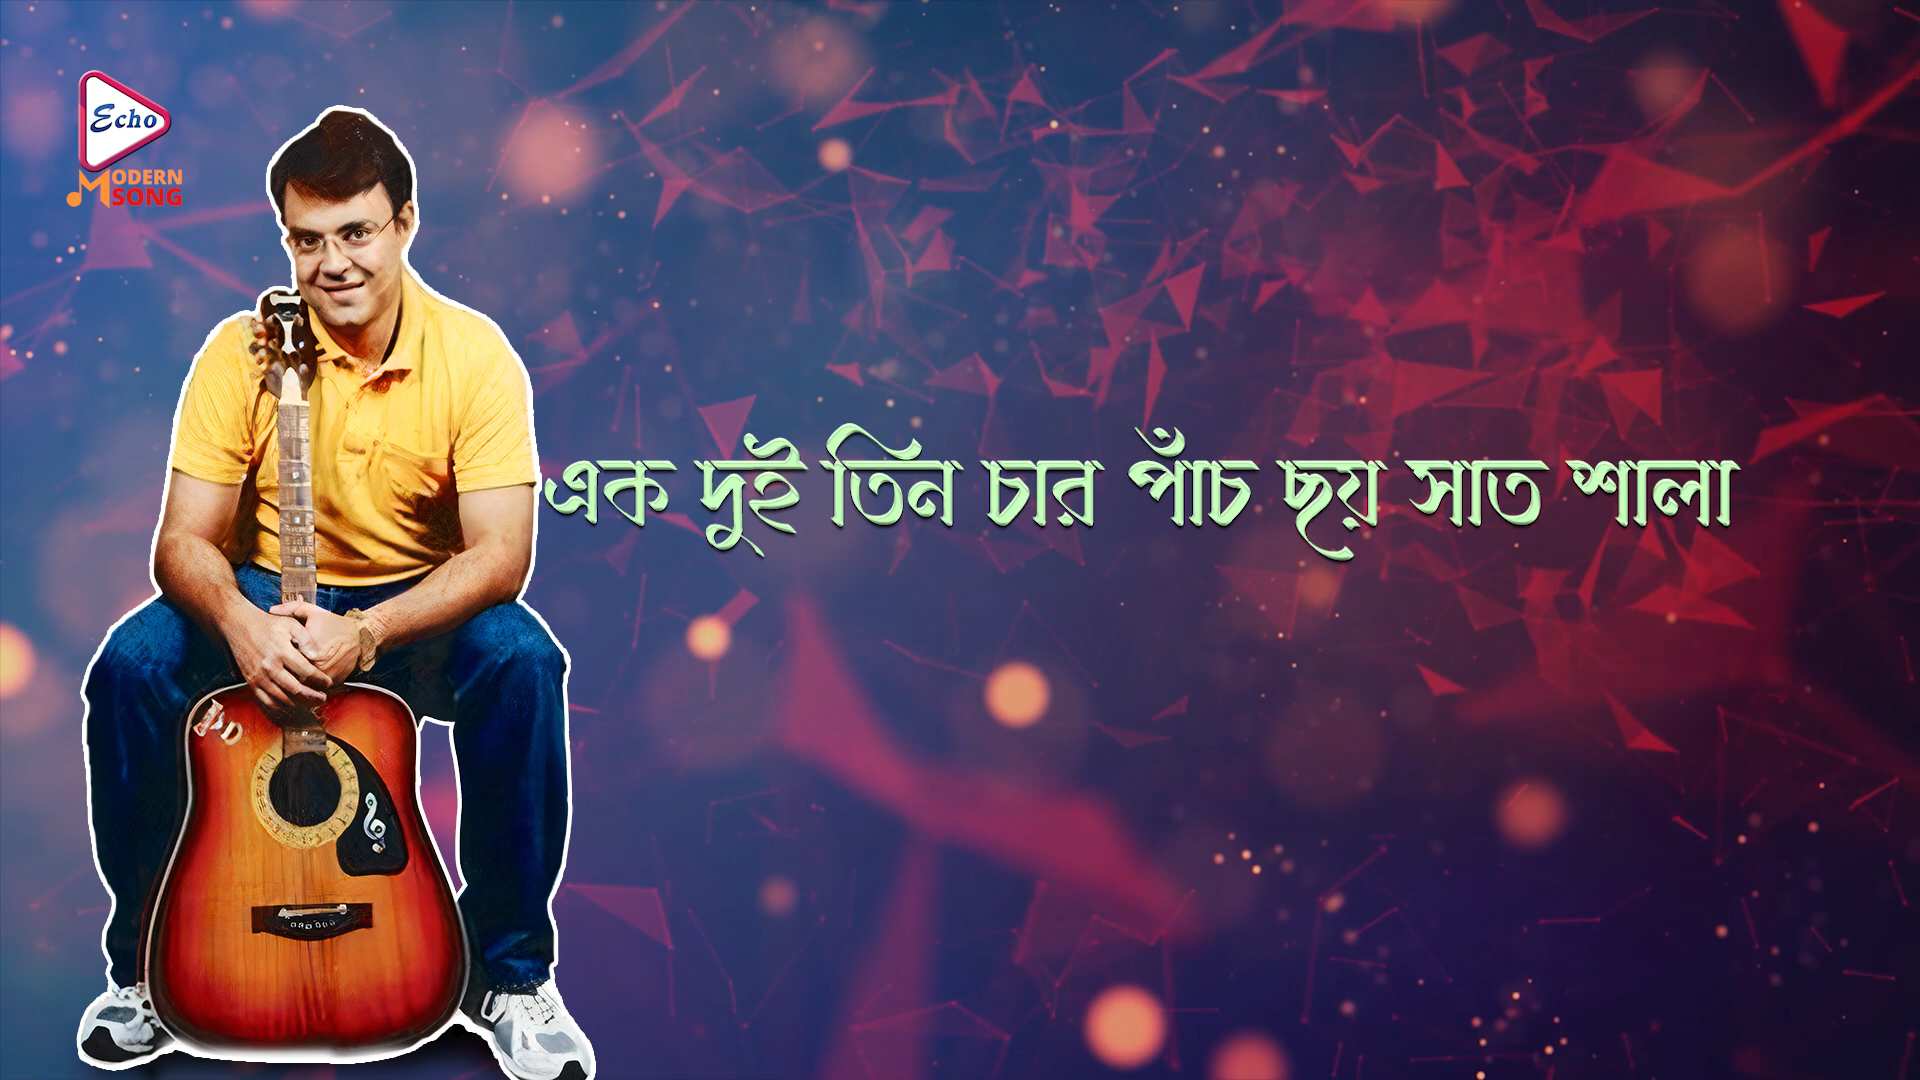 Echo
MODERN
SONG
এক দুই তিন চার পাঁচ ছয় সাত শালা